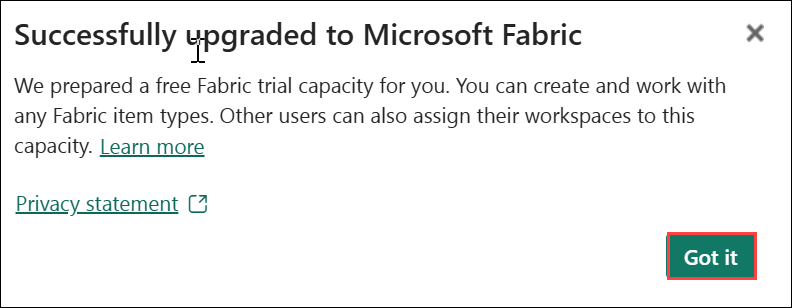 Successfully upgraded to Microsoft Fabric
We prepared a free Fabric trial capacity for you. You can create and work with
any Fabric item types. Other users can also assign their workspaces to this
capacity. Learn more
Privacy statement
Got it